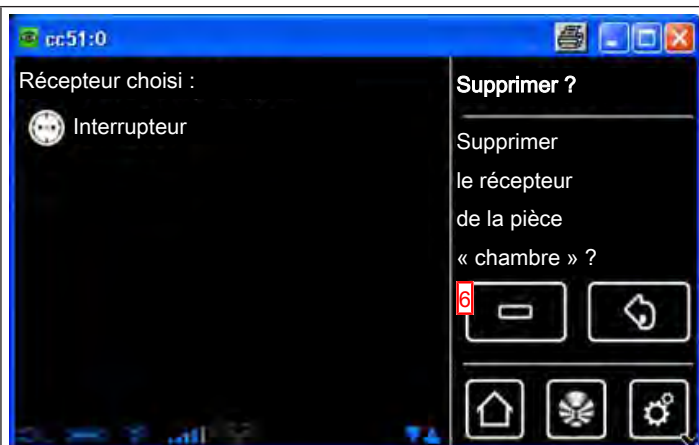 cc51:0
Récepteur choisi :
Interrupteur
Supprimer ?
Supprimer
le récepteur
de la pièce
« chambre » ?
6